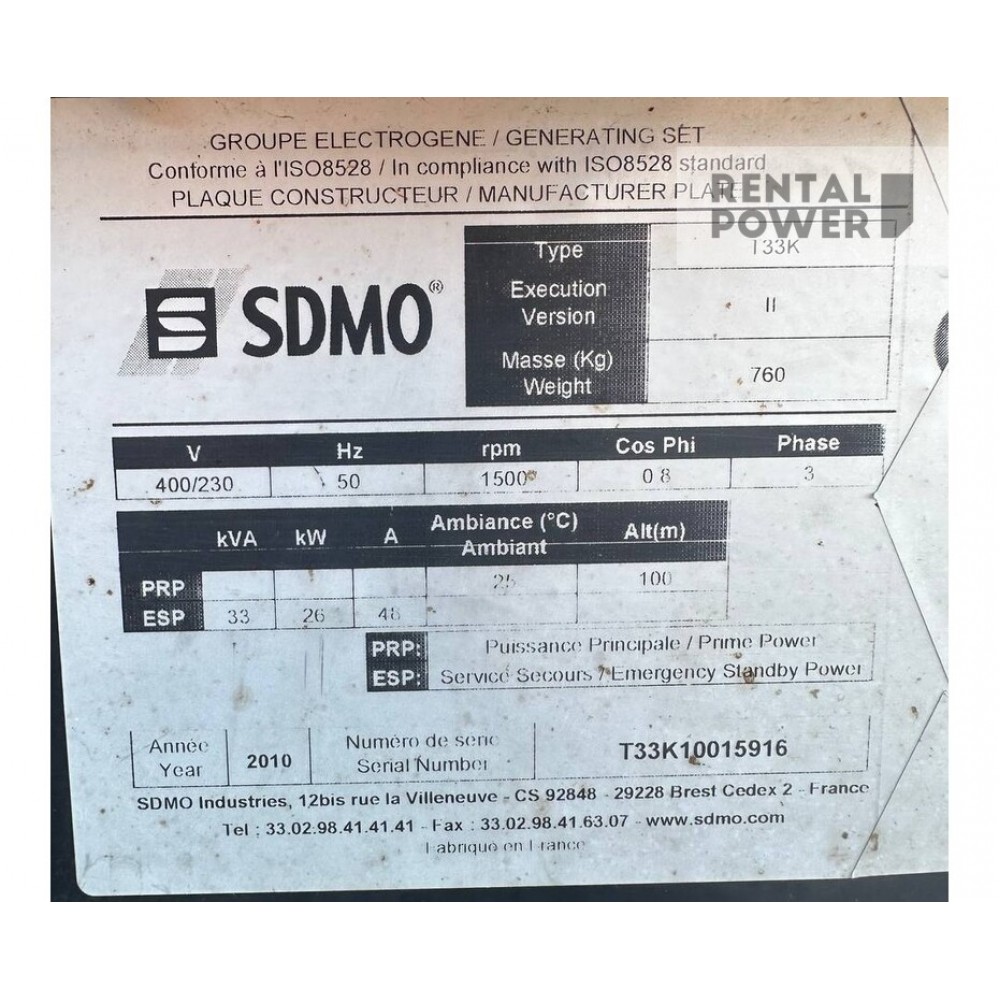 GROUPE ELECTROGENE / GENERATING SET
Conforme à l'ISO8528 / In compliance with ISO8528 standard
PLAQUE CONSTRUCTEUR / MANUFACTURER PLATE
RENTAL
POWER
SDMO®
Type T33K
Execution
Version II
Masse (Kg)
Weight 760
V Hz rpm Cos Phi Phase
400/230 50 1500 0.8 3
kVA kW A Ambiance (°C)
Ambiant Alt(m)
PRP 25 100
ESP 33 26 48
PRP: Puissance Principale / Prime Power
ESP: Service Secours / Emergency Standby Power
Année
Year 2010 Numéro de serie
Serial Number T33K10015916
SDMO Industries, 12bis rue la Villeneuve - CS 92848 - 29228 Brest Cedex 2 - France
Tel : 33.02.98.41.41.41 - Fax : 33.02.98.41.63.07 - www.sdmo.com
Fabriqué en France